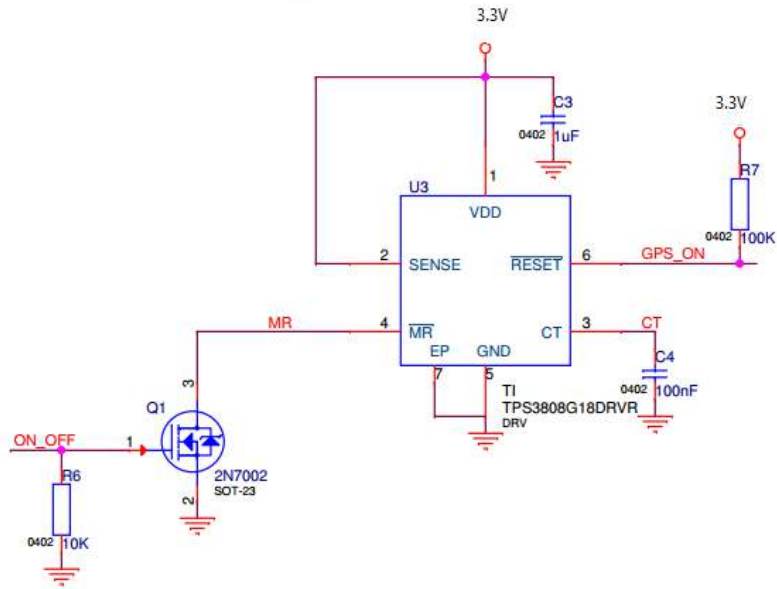 3.3V
C3
0402
1uF
3.3V
R7
0402
100K
U3
1
VDD
2
SENSE
RESET
6
GPS_ON
MR
4
MR
CT
3
CT
EP
GND
7
5
C4
0402
100nF
TI
TPS3808G18DRVR
DRV
3
Q1
ON_OFF
1
2N7002
SOT-23
2
R6
0402
10K